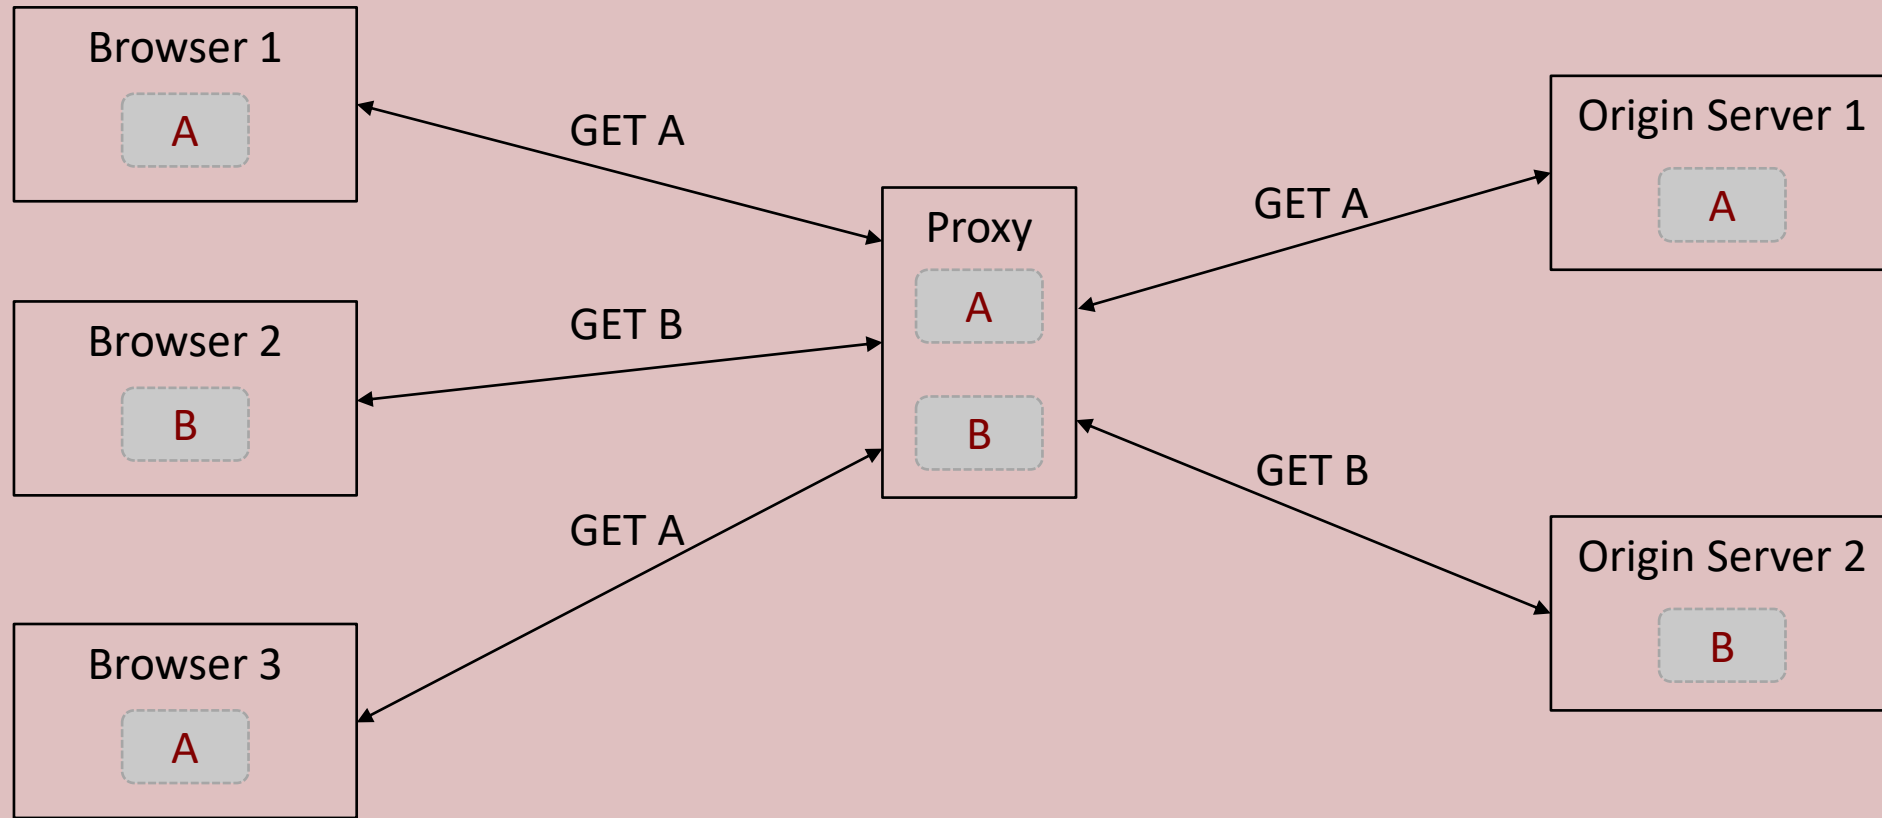 Browser 1
A
GET A
Browser 2
B
GET B
Browser 3
A
GET A
Proxy
A
B
GET A
GET B
Origin Server 1
A
Origin Server 2
B